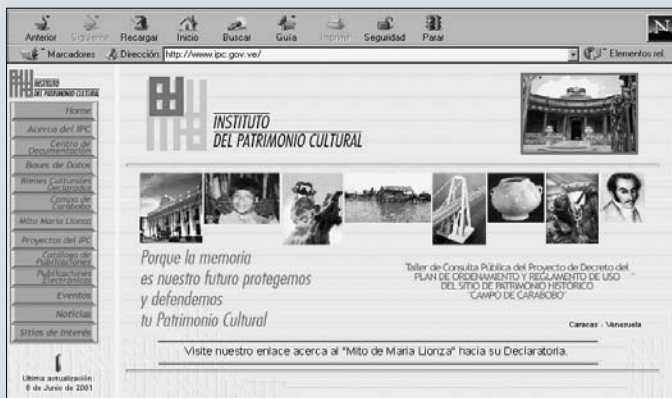 Anterior Siguiente Recargar Inicio Buscar Guía Imprimir Seguridad Parar
N
Marcadores Dirección: http://www.ipc.gov.ve/ Elementos rel.
INSTITUTO
DEL PATRIMONIO CULTURAL
Home
Acerca del IPC
Centro de
Documentación
Bases de Datos
Bienes Culturales
Declarados
Campo de
Carabobo
Mito Maria Lionza
Proyectos del IPC
Catálogo de
Publicaciones
Publicaciones
Electrónicas
Eventos
Noticias
Sitios de Interés
Ultima actualización:
6 de Junio de 2001
INSTITUTO
DEL PATRIMONIO CULTURAL
Porque la memoria
es nuestro futuro protegemos
y defendemos
tu Patrimonio Cultural
Taller de Consulta Pública del Proyecto de Decreto del
PLAN DE ORDENAMIENTO Y REGLAMENTO DE USO
DEL SITIO DE PATRIMONIO HISTÓRICO
"CAMPO DE CARABOBO"
Caracas - Venezuela
Visite nuestro enlace acerca al "Mito de Maria Lionza" hacia su Declaratoria.